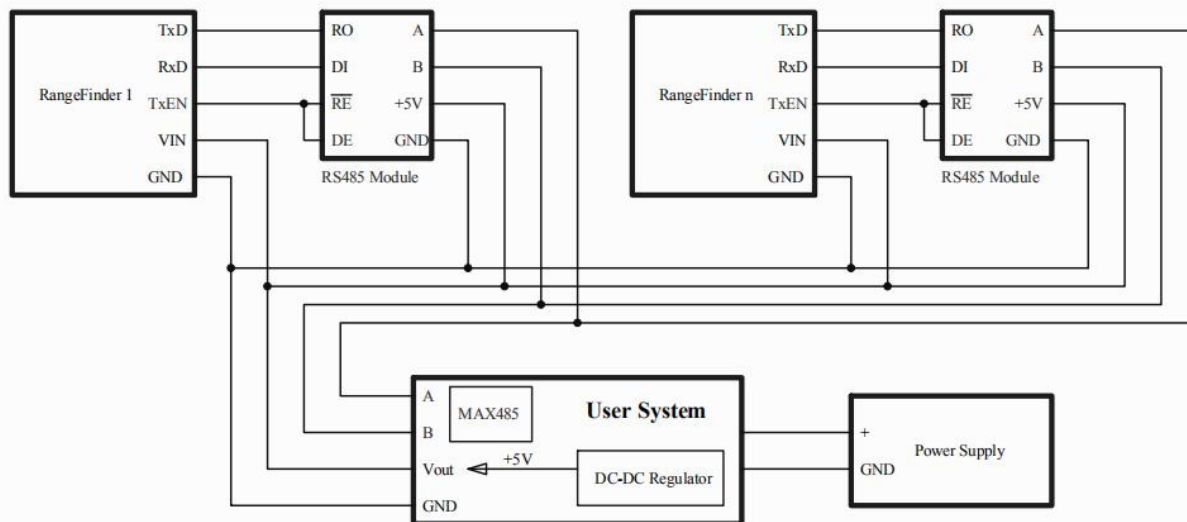 RangeFinder 1
TxD
RxD
TxEN
VIN
GND
RO
DI
RE
DE
A
B
+5V
GND
RS485 Module
RangeFinder n
TxD
RxD
TxEN
VIN
GND
RO
DI
RE
DE
A
B
+5V
GND
RS485 Module
A
B
Vout
GND
MAX485
User System
+5V
DC-DC Regulator
+
GND
Power Supply